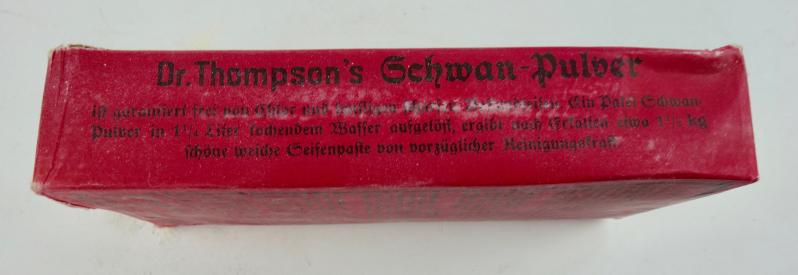 Dr. Thompson's Schwan-Pulver
ist garantiert frei von Chlor und sonstigen Ein Paket Schwan-
Pulver in 1½ Liter kochendem Wasser aufgelöst, ergibt nach Erkalten etwa 1½ kg
schöne weiche Seifenpaste von vorzüglicher Reinigungskraft